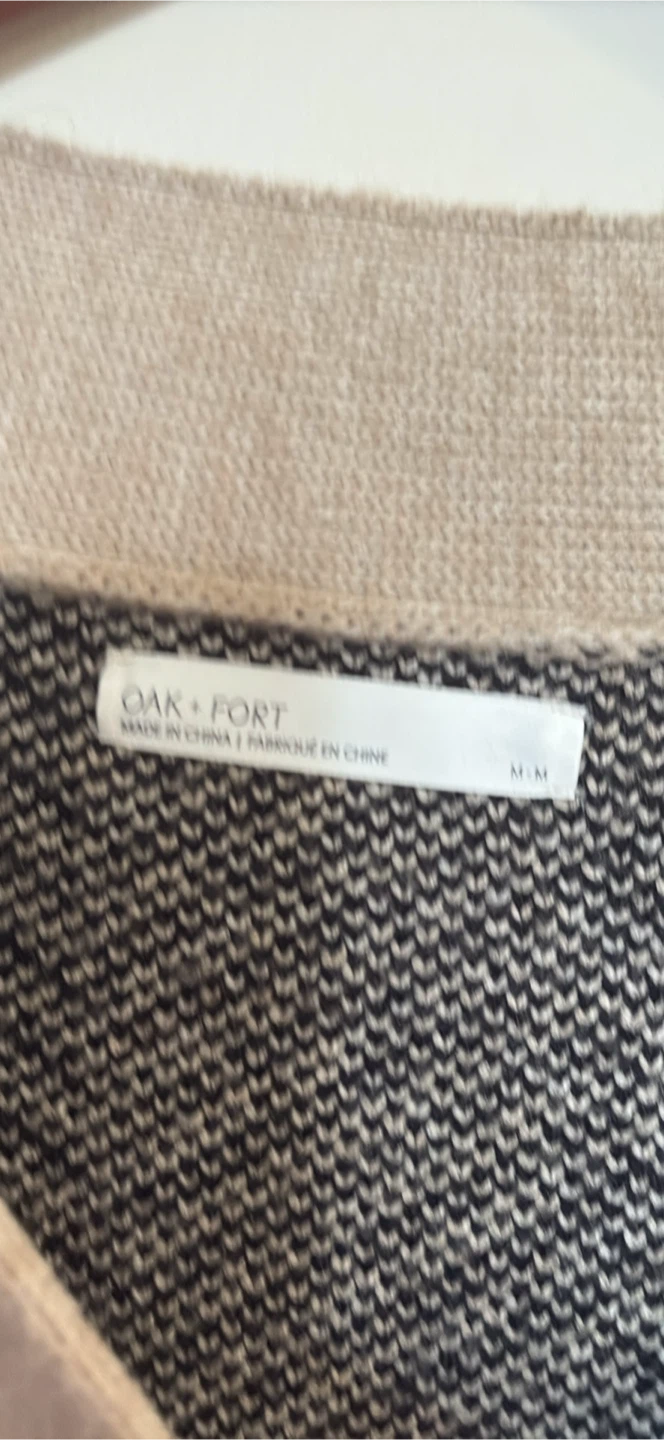 OAK + FORT
MADE IN CHINA | FABRIQUÉ EN CHINE
M - M